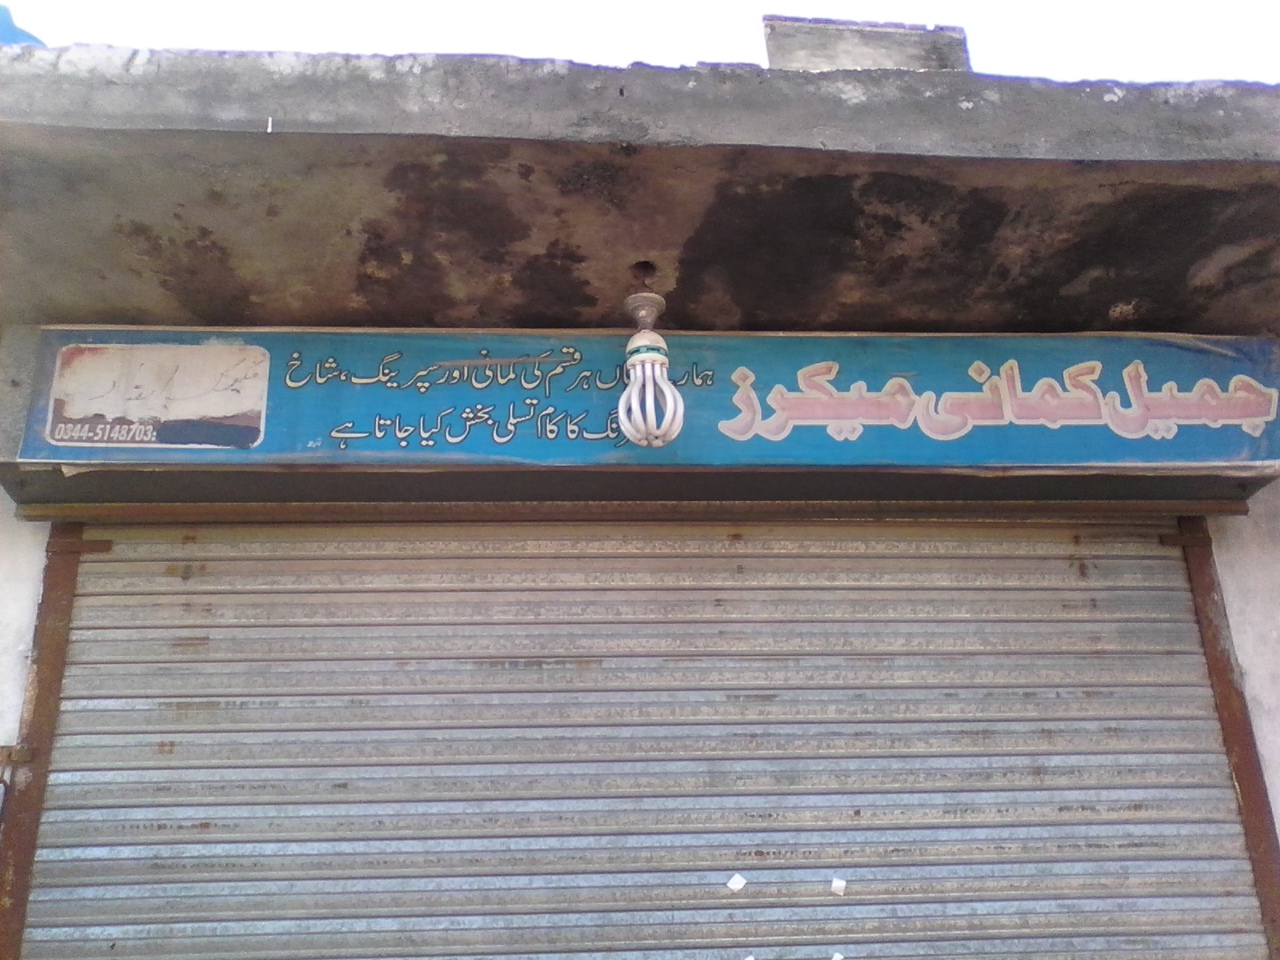 جمیل کمانی میکرز
ہر قسم کی کمانی اور سپرینگ، شاخ
کا کام تسلی بخش کیا جاتا ہے
0344-5148703: